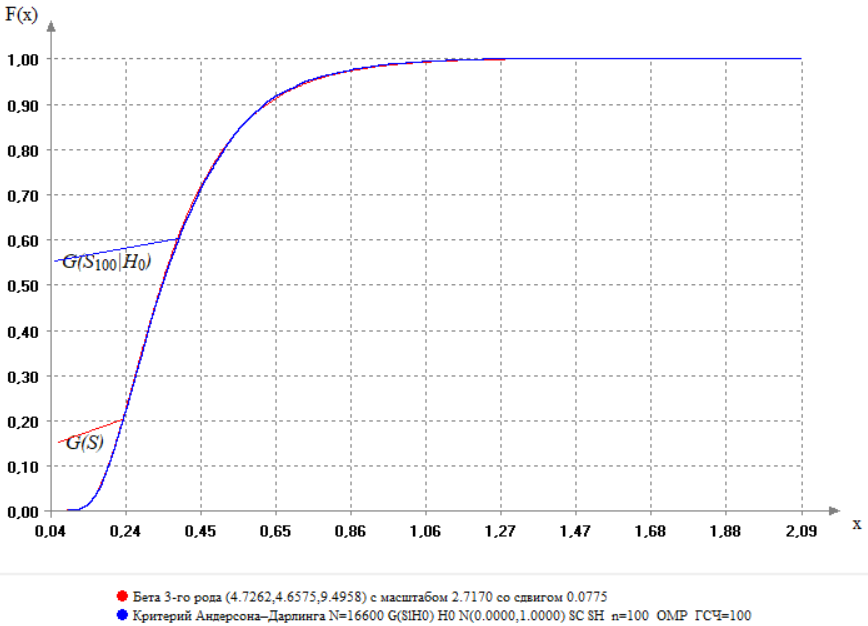 F(x)
1,00
0,90
0,80
0,70
0,60
G(S100|H0)
0,50
0,40
0,30
0,20
G(S)
0,10
0,00
0,04 0,24 0,45 0,65 0,86 1,06 1,27 1,47 1,68 1,88 2,09 x
Бета 3-го рода (4.7262,4.6575,9.4958) с масштабом 2.7170 со сдвигом 0.0775
Критерий Андерсона–Дарлинга N=16600 G(S|H0) H0 N(0.0000,1.0000) SC SH n=100 ОМР ГСЧ=100